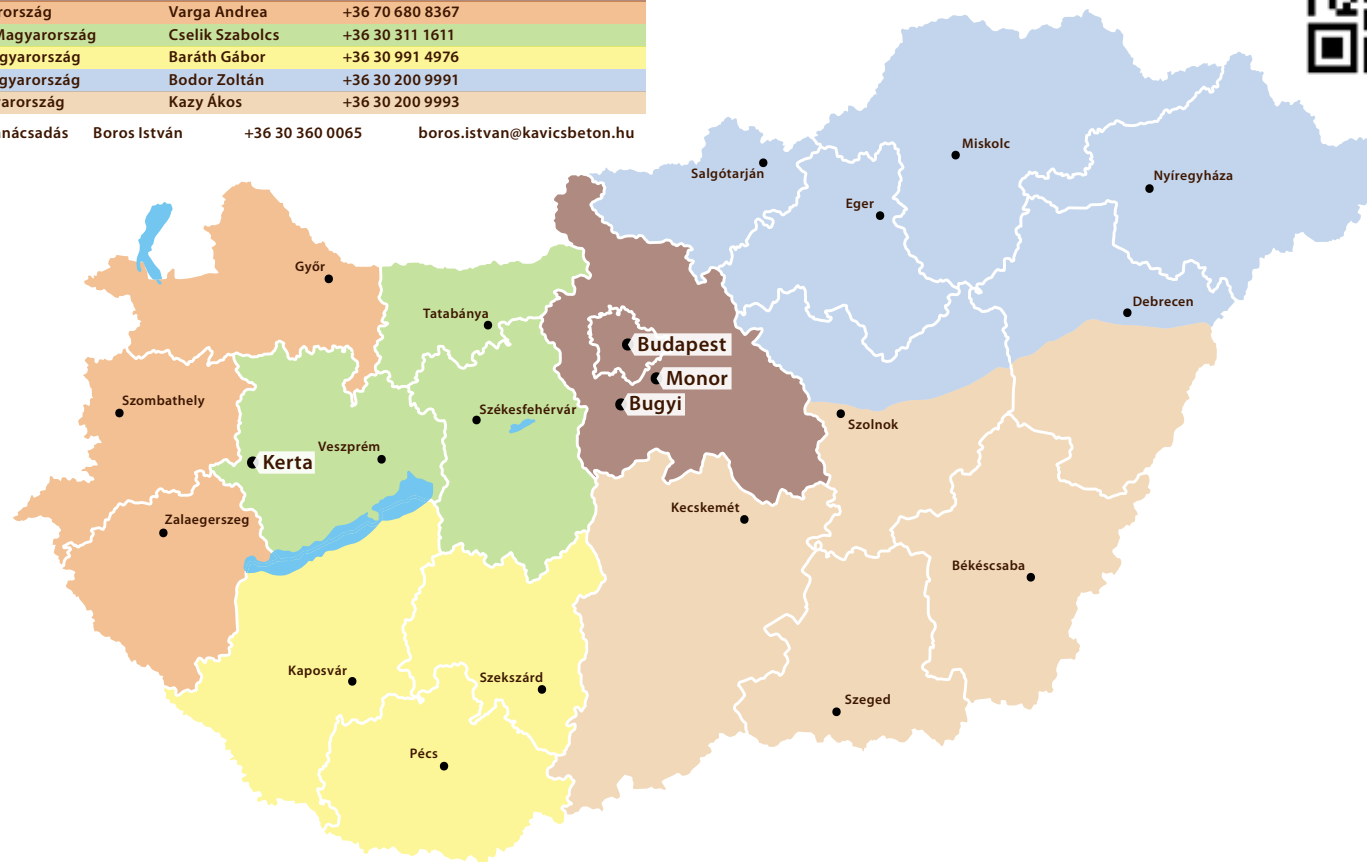 rország Varga Andrea +36 70 680 8367
Magyarország Cselik Szabolcs +36 30 311 1611
gyarország Baráth Gábor +36 30 991 4976
gyarország Bodor Zoltán +36 30 200 9991
arország Kazy Ákos +36 30 200 9993
nácsadás Boros István +36 30 360 0065 boros.istvan@kavicsbeton.hu
Miskolc
Salgótarján
Nyíregyháza
Eger
Győr
Debrecen
Tatabánya
Budapest
Monor
Szombathely
Bugyi
Székesfehérvár
Szolnok
Veszprém
Kerta
Kecskemét
Zalaegerszeg
Békéscsaba
Kaposvár
Szekszárd
Szeged
Pécs